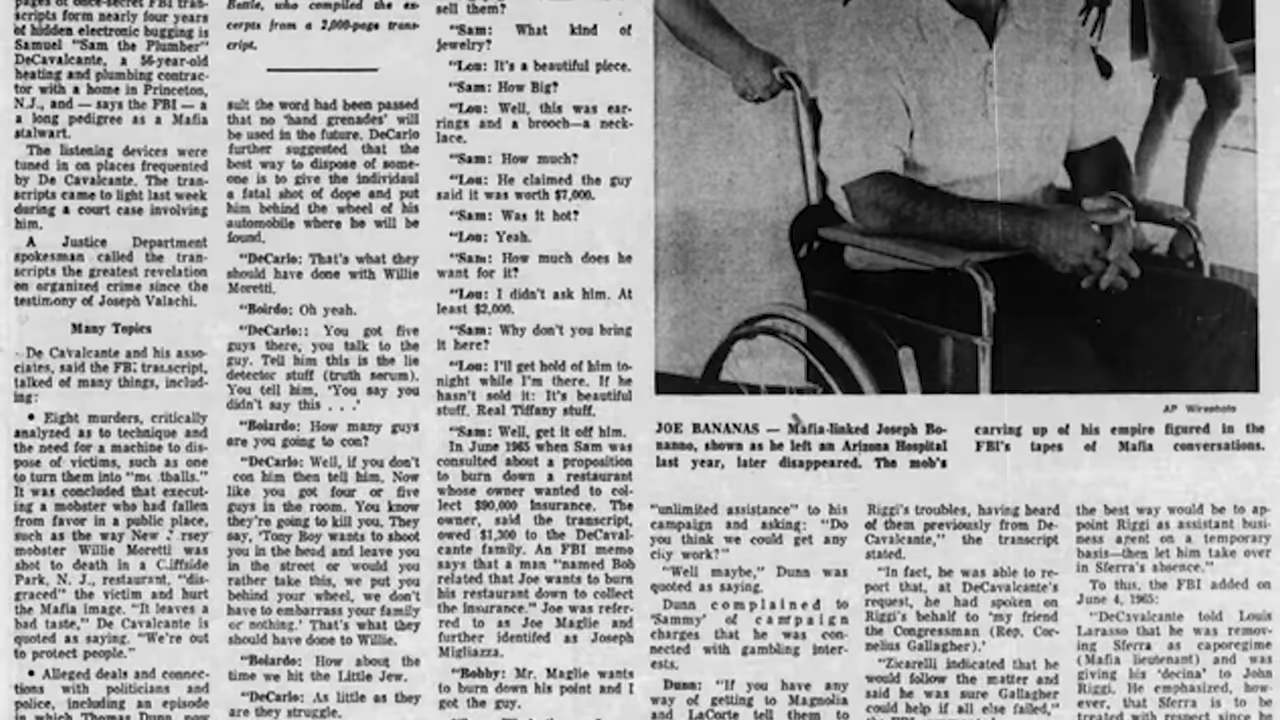 pages of once-secret FBI tran-
scripts form nearly four years
of hidden electronic bugging is
Samuel "Sam the Plumber"
DeCavalcante, a 56-year-old
heating and plumbing contrac-
tor with a home in Princeton,
N.J., and — says the FBI — a
a long pedigree as a Mafia
stalwart.
The listening devices were
tuned in on places frequented
by De Cavalcante. The tran-
scripts came to light last week
during a court case involving
him.
A Justice Department
spokesman called the tran-
scripts the greatest revelation
on organized crime since the
testimony of Joseph Valachi.
Many Topics
De Cavalcante and his asso-
ciates, said the FBI transcript,
talked of many things, includ-
ing:
• Eight murders, critically
analyzed as to technique and
the need for a machine to dis-
pose of victims, such as one
to turn them into "me tballs."
It was concluded that execut-
ing a mobster who had fallen
from favor in a public place,
such as the way New J rsey
mobster Willie Moretti was
shot to death in a Cliffside
Park, N. J., restaurant, "dis-
graced" the victim and hurt
the Mafia image. "It leaves a
bad taste," De Cavalcante is
quoted as saying. "We're out
to protect people."
• Alleged deals and connec-
tions with politicians and
police, including an episode
in which Thomas Dunn, now
Beetle, who compiled the ex-
cerpts from a 2,000-page tran-
cript.
sult the word had been passed
that no 'hand grenades' will
be used in the future. DeCarlo
further suggested that the
best way to dispose of some-
one is to give the individual
a fatal shot of dope and put
him behind the wheel of his
automobile where he will be
found.
"DeCarlo: That's what they
should have done with Willie
Moretti.
"Boirdo: Oh yeah.
"DeCarlo:: You got five
guys there, you talk to the
guy. Tell him this is the lie
detector stuff (truth serum).
You tell him, 'You say you
didn't say this . . .'
"Boiardo: How many guys
are you going to con?
"DeCarlo: Well, if you don't
con him then tell him. Now
like you got four or five
guys in the room. You know
they're going to kill you. They
say, 'Tony Boy wants to shoot
you in the head and leave you
in the street or would you
rather take this, we put you
behind your wheel, we don't
have to embarrass your family
or nothing.' That's what they
should have done to Willie.
"Boiardo: How about the
time we hit the Little Jew.
"DeCarlo: As little as they
are they struggle.
sell them?
"Sam: What kind of
jewelry?
"Lou: It's a beautiful piece.
"Sam: How Big?
"Lou: Well, this was ear-
rings and a brooch—a neck-
lace.
"Sam: How much?
"Lou: He claimed the guy
said it was worth $7,000.
"Sam: Was it hot?
"Lou: Yeah.
"Sam: How much does he
want for it?
"Lou: I didn't ask him. At
least $2,000.
"Sam: Why don't you bring
it here?
"Lou: I'll get hold of him to-
night while I'm there. If he
hasn't sold it: It's beautiful
stuff. Real Tiffany stuff.
"Sam: Well, get it off him.
In June 1965 when Sam was
consulted about a proposition
to burn down a restaurant
whose owner wanted to col-
lect $90,000 insurance. The
owner, said the transcript,
owed $1,300 to the DeCaval-
cante family. An FBI memo
says that a man "named Bob
related that Joe wants to burn
his restaurant down to collect
the insurance." Joe was refer-
red to as Joe Maglie and
further identifed as Joseph
Migliazza.
"Bobby: Mr. Maglie wants
to burn down his point and I
got the guy.
AP Wirephoto
JOE BANANAS — Mafia-linked Joseph Bo-
nanno, shown as he left an Arizona Hospital
last year, later disappeared. The mob's
carving up of his empire figured in the
FBI's tapes of Mafia conversations.
"unlimited assistance" to his
campaign and asking: "Do
you think we could get any
city work?"
"Well maybe," Dunn was
quoted as saying.
Dunn complained to
'Sammy' of campaign
charges that he was con-
nected with gambling inter-
ests.
Dunn: "If you have any
way of getting to Magnolia
and LaCorte tell them to
Riggi's troubles, having heard
of them previously from De-
Cavalcante," the transcript
stated.
"In fact, he was able to re-
port that, at DeCavalcante's
request, he had spoken on
Riggi's behalf to 'my friend
the Congressman (Rep. Cor-
nelius Gallagher).'
"Zicarelli indicated that he
would follow the matter and
said he was sure Gallagher
could help if all else failed,"
the best way would be to ap-
point Riggi as assistant busi-
ness agent on a temporary
basis—then let him take over
in Sferra's absence."
To this, the FBI added on
June 4, 1965:
"DeCavalcante told Louis
Larasso that he was remov-
ing Sferra as caporegime
(Mafia lieutenant) and was
giving his 'decina' to John
Riggi. He emphasized, how-
ever, that Sferra is to be
treated with respect since he